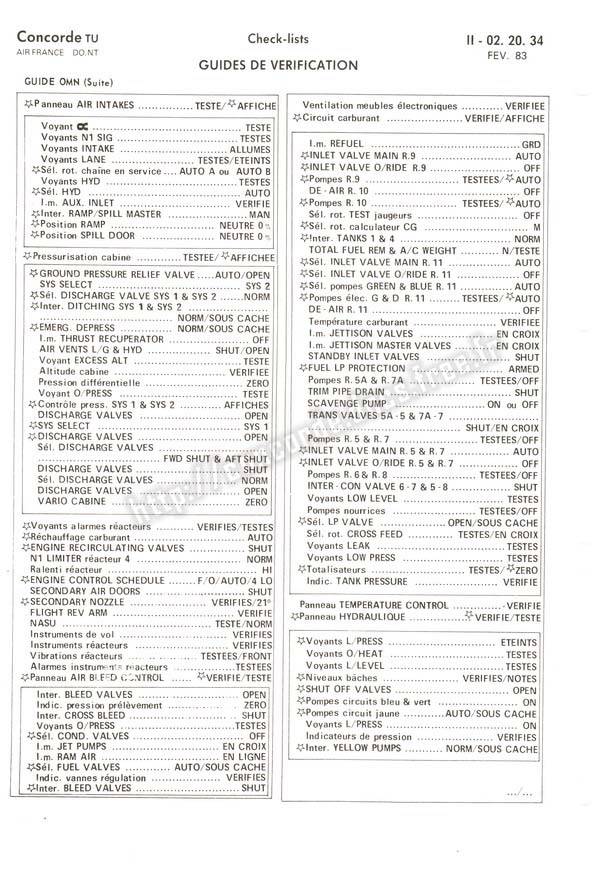 Concorde TU
AIR FRANCE DO.NT
Check-lists
II - 02. 20. 34
FEV. 83
GUIDES DE VERIFICATION
GUIDE OMN (Suite)
☆Panneau AIR INTAKES ............... TESTE/☆AFFICHE
Voyant ∝ ............... TESTE
Voyants N1 SIG ............... TESTES
Voyants INTAKE ............... ALLUMES
Voyants LANE ............... TESTES/ETEINTS
☆Sél. rot. chaîne en service .... AUTO A ou AUTO B
Voyants HYD ............... TESTES
☆Sél. HYD ............... AUTO
I.m. AUX. INLET ............... VERIFIE
☆Inter. RAMP/SPILL MASTER ............... MAN
☆Position RAMP ............... NEUTRE 0
☆Position SPILL DOOR ............... NEUTRE 0
☆Pressurisation cabine ............... TESTEE/☆AFFICHEE
☆GROUND PRESSURE RELIEF VALVE .....AUTO/OPEN
SYS SELECT ............... SYS 2
☆Sél. DISCHARGE VALVE SYS 1 & SYS 2 .......NORM
☆Inter. DITCHING SYS 1 & SYS 2 ...............
............... NORM/SOUS CACHE
☆EMERG. DEPRESS ............... NORM/SOUS CACHE
I.m. THRUST RECUPERATOR ............... OFF
AIR VENTS L/G & HYD ............... SHUT/OPEN
Voyant EXCESS ALT ............... TESTE
Altitude cabine ............... VERIFIEE
Pression différentielle ............... ZERO
Voyant O/PRESS ............... TESTE
☆Contrôle press. SYS 1 & SYS 2 ............... AFFICHES
DISCHARGE VALVES ............... OPEN
☆SYS SELECT ............... SYS 1
☆DISCHARGE VALVES ............... OPEN
Sél. DISCHARGE VALVES ...............
............... FWD SHUT & AFT SHUT
DISCHARGE VALVES ............... SHUT
Sél. DISCHARGE VALVES ............... NORM
DISCHARGE VALVES ............... OPEN
VARIO CABINE ............... ZERO
☆Voyants alarmes réacteurs ............... VERIFIES/TESTES
☆Réchauffage carburant ............... AUTO
☆ENGINE RECIRCULATING VALVES ............... SHUT
N1 LIMITER réacteur 4 ............... NORM
Ralenti réacteur ............... HI
☆ENGINE CONTROL SCHEDULE ....... F/O/AUTO/4 LO
SECONDARY AIR DOORS ............... SHUT
☆SECONDARY NOZZLE ............... VERIFIES/21°
FLIGHT REV ARM ............... VERIFIE
NASU ............... TESTE/NORM
Instruments de vol ............... VERIFIES
Instruments réacteurs ............... VERIFIES
Vibrations réacteurs ............... TESTEES/FRONT
Alarmes instruments réacteurs ...............TESTEES
☆Panneau AIR BLEED CONTROL ...... ☆VERIFIE/TESTE
Inter. BLEED VALVES ............... OPEN
Indic. pression prélèvement ............... ZERO
Inter. CROSS BLEED ............... SHUT
Voyants O/PRESS ...............TESTES
☆Sél. COND. VALVES ............... OFF
I.m. JET PUMPS ............... EN CROIX
I.m. RAM AIR ............... EN LIGNE
☆Sél. FUEL VALVES ............... AUTO/SOUS CACHE
Indic. vannes régulation ............... VERIFIES
☆Inter. BLEED VALVES ............... SHUT
Ventilation meubles électroniques ........... VERIFIEE
☆Circuit carburant ............... VERIFIE/AFFICHE
I.m. REFUEL ............... GRD
☆INLET VALVE MAIN R.9 ............... AUTO
☆INLET VALVE O/RIDE R.9 ............... OFF
☆Pompes R.9 ............... TESTEES/☆AUTO
DE - AIR R. 10 ............... OFF
☆Pompes R. 10 ............... TESTEES/☆AUTO
Sél. rot. TEST jaugeurs ............... OFF
☆Sél. rot. calculateur CG ............... M
☆Inter. TANKS 1 & 4 ............... NORM
TOTAL FUEL REM & A/C WEIGHT .......... N/TESTE
☆Sél. INLET VALVE MAIN R. 11 ............... AUTO
☆Sél. INLET VALVE O/RIDE R. 11 ............... OFF
☆Sél. pompes GREEN & BLUE R. 11 ............... AUTO
☆Pompes élec. G & D R. 11 ......... TESTEES/☆AUTO
DE - AIR R. 11 ............... OFF
Température carburant ............... VERIFIEE
I.m. JETTISON VALVES ............... EN CROIX
I.m. JETTISON MASTER VALVES ....... EN CROIX
STANDBY INLET VALVES ............... SHUT
☆FUEL LP PROTECTION ............... ARMED
Pompes R. 5A & R. 7A ............... TESTEES/OFF
TRIM PIPE DRAIN ............... SHUT
SCAVENGE PUMP ............... ON ou OFF
TRANS VALVES 5A - 5 & 7A - 7 ...............
............... SHUT/EN CROIX
Pompes R. 5 & R. 7 ............... TESTEES/OFF
☆INLET VALVE MAIN R. 5 & R. 7 ............... AUTO
☆INLET VALVE O/RIDE R. 5 & R. 7 ............... OFF
Pompes R. 6 & R. 8 ............... TESTEES/OFF
INTER - CON VALVE 6 - 7 & 5 - 8 ............... SHUT
Voyants LOW LEVEL ............... TESTES
Pompes nourrices ............... TESTEES/OFF
☆Sél. LP VALVE ............... OPEN/SOUS CACHE
Sél. rot. CROSS FEED ............... TESTES/EN CROIX
Voyants LEAK ............... TESTES
Voyants LOW PRESS ............... TESTES
☆Totalisateurs ............... TESTES/☆ZERO
Indic. TANK PRESSURE ............... VERIFIE
Panneau TEMPERATURE CONTROL ............... VERIFIE
☆Panneau HYDRAULIQUE ............... ☆VERIFIE/TESTE
☆Voyants L/PRESS ............... ETEINTS
Voyants O/HEAT ............... TESTES
Voyants L/LEVEL ............... TESTES
☆Niveaux bâches ............... VERIFIES/NOTES
☆SHUT OFF VALVES ............... OPEN
☆Pompes circuits bleu & vert ............... ON
☆Pompes circuit jaune ........... AUTO/SOUS CACHE
Voyants L/PRESS ............... ON
Indicateurs de pression ............... VERIFIES
☆Inter. YELLOW PUMPS ........... NORM/SOUS CACHE
.../...